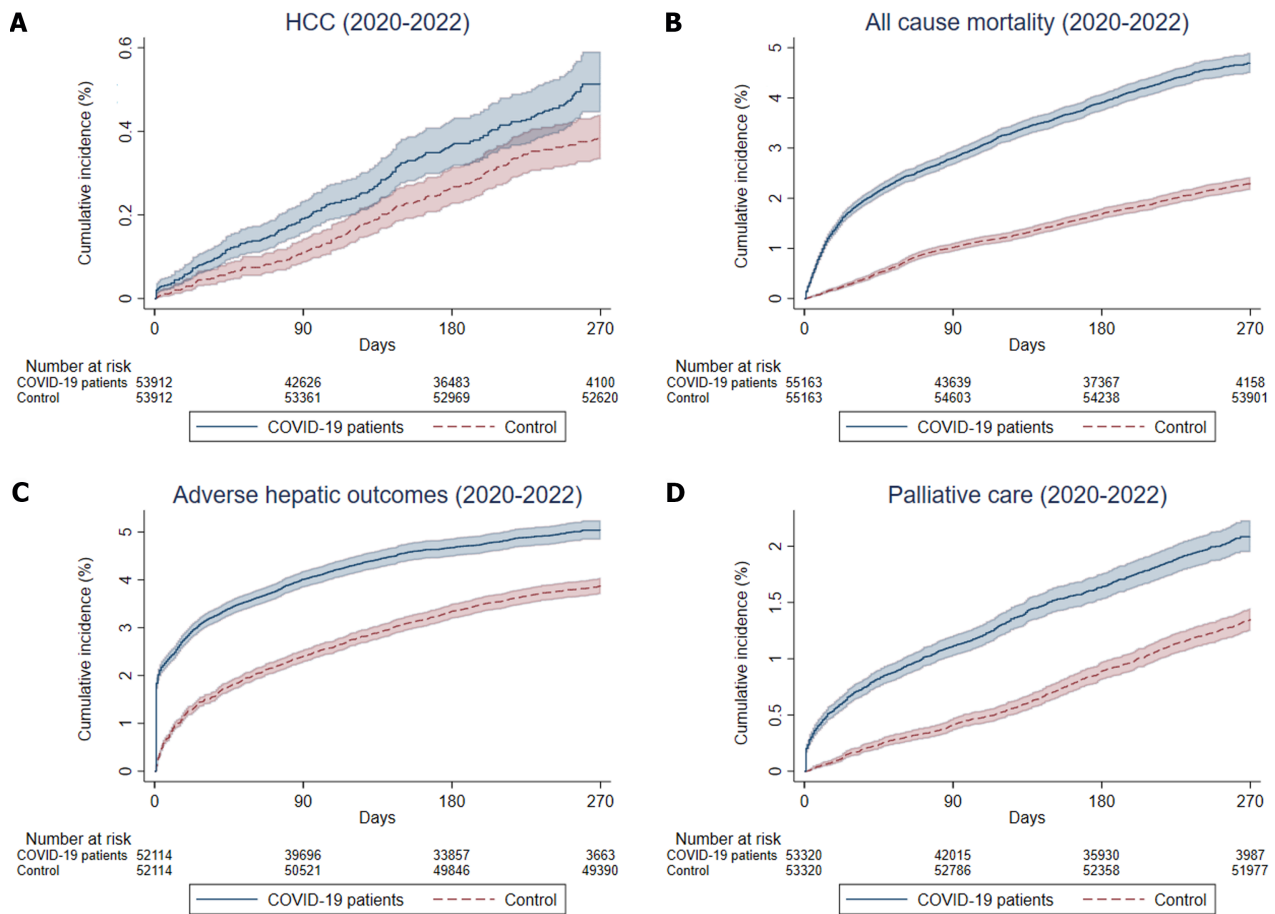 A
HCC (2020-2022)
Cumulative incidence (%)
0.6
0.4
0.2
0
0 90 180 270
Days
Number at risk
COVID-19 patients 53912 42626 36483 4100
Control 53912 53361 52969 52620
COVID-19 patients Control
B
All cause mortality (2020-2022)
Cumulative incidence (%)
5
4
3
2
1
0
0 90 180 270
Days
Number at risk
COVID-19 patients 55163 43639 37367 4158
Control 55163 54603 54238 53901
COVID-19 patients Control
C
Adverse hepatic outcomes (2020-2022)
Cumulative incidence (%)
5
4
3
2
1
0
0 90 180 270
Days
Number at risk
COVID-19 patients 52114 39696 33857 3663
Control 52114 50521 49846 49390
COVID-19 patients Control
D
Palliative care (2020-2022)
Cumulative incidence (%)
2
1.5
1
0.5
0
0 90 180 270
Days
Number at risk
COVID-19 patients 53320 42015 35930 3987
Control 53320 52786 52358 51977
COVID-19 patients Control